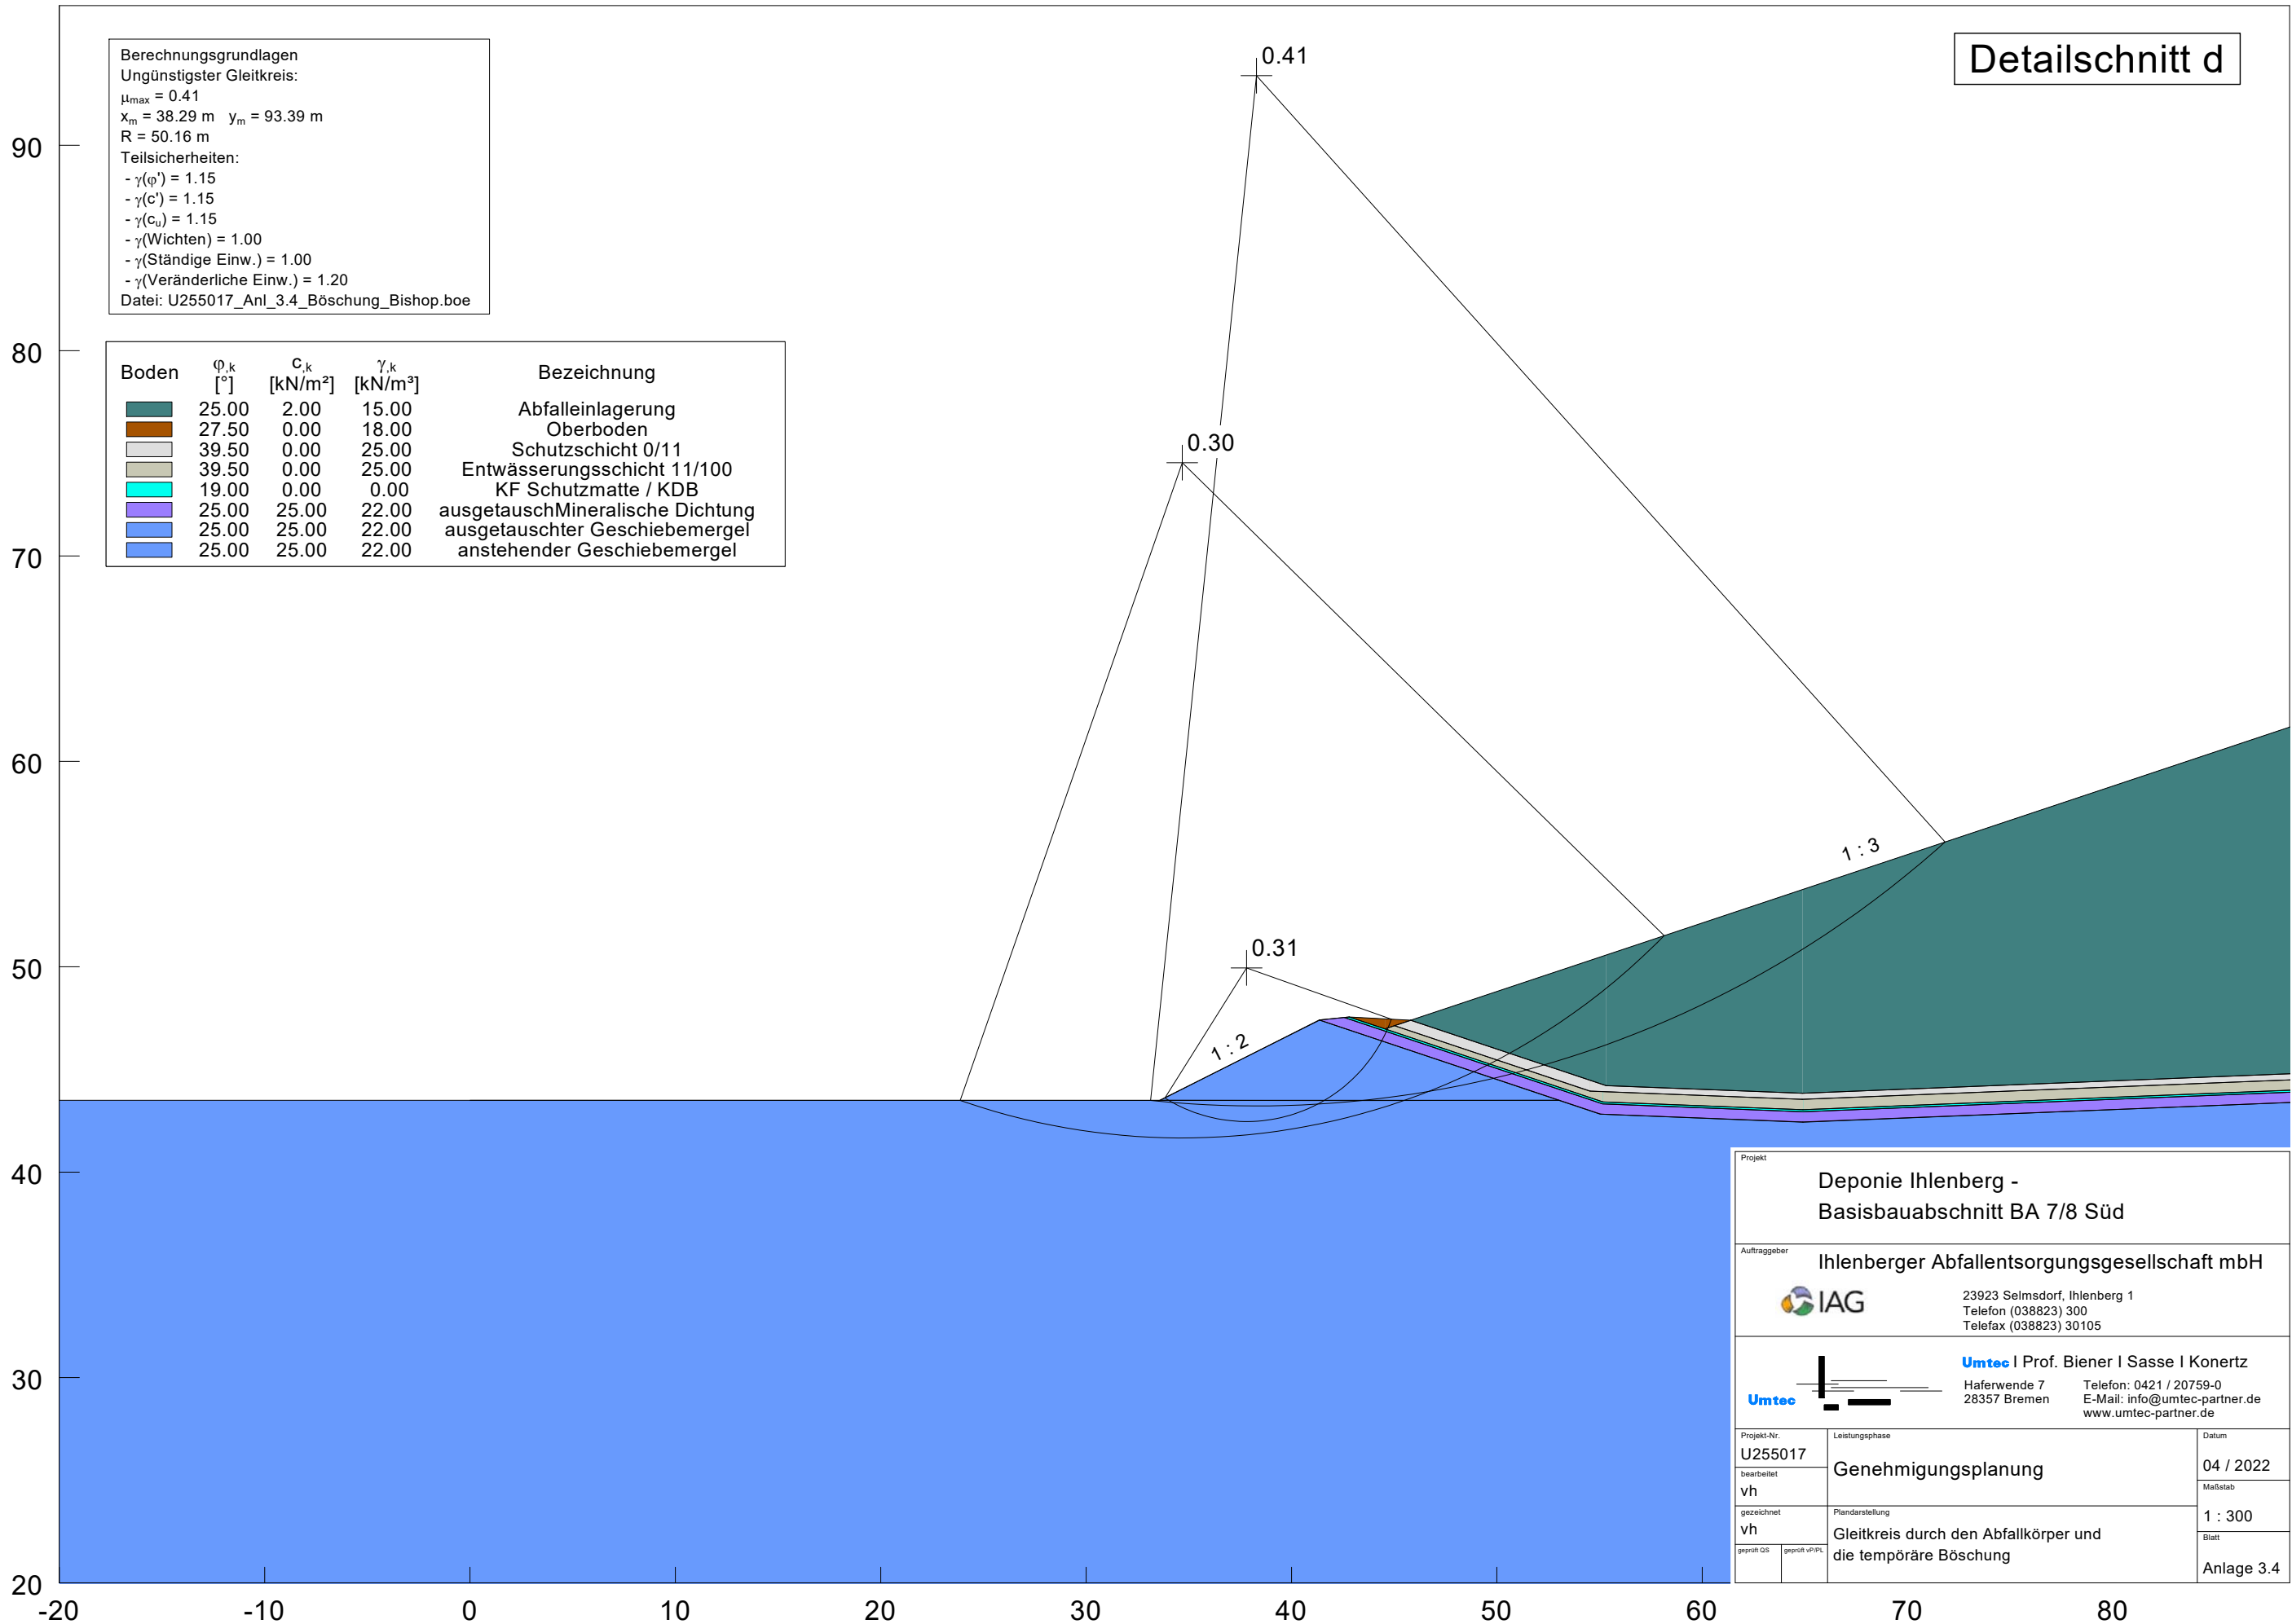 Detailschnitt d
Berechnungsgrundlagen
Ungünstigster Gleitkreis:
μmax = 0.41
xm = 38.29 m ym = 93.39 m
R = 50.16 m
Teilsicherheiten:
- γ(φ') = 1.15
- γ(c') = 1.15
- γ(cu) = 1.15
- γ(Wichten) = 1.00
- γ(Ständige Einw.) = 1.00
- γ(Veränderliche Einw.) = 1.20
Datei: U255017_Anl_3.4_Böschung_Bishop.boe
Boden φ,k [°] c,k [kN/m²] γ,k [kN/m³] Bezeichnung
25.00 2.00 15.00 Abfalleinlagerung
27.50 0.00 18.00 Oberboden
39.50 0.00 25.00 Schutzschicht 0/11
39.50 0.00 25.00 Entwässerungsschicht 11/100
19.00 0.00 0.00 KF Schutzmatte / KDB
25.00 25.00 22.00 ausgetauschMineralische Dichtung
25.00 25.00 22.00 ausgetauschter Geschiebemergel
25.00 25.00 22.00 anstehender Geschiebemergel
0.41
0.30
0.31
1 : 3
1 : 2
90
80
70
60
50
40
30
20
-20 -10 0 10 20 30 40 50 60 70 80
Projekt
Deponie Ihlenberg -
Basisbauabschnitt BA 7/8 Süd
Auftraggeber
Ihlenberger Abfallentsorgungsgesellschaft mbH
IAG
23923 Selmsdorf, Ihlenberg 1
Telefon (038823) 300
Telefax (038823) 30105
Umtec
Umtec I Prof. Biener I Sasse I Konertz
Haferwende 7 Telefon: 0421 / 20759-0
28357 Bremen E-Mail: info@umtec-partner.de
www.umtec-partner.de
Projekt-Nr.
U255017
Leistungsphase
Genehmigungsplanung
Datum
04 / 2022
bearbeitet
vh
Maßstab
1 : 300
gezeichnet
vh
Plandarstellung
Gleitkreis durch den Abfallkörper und
die tempöräre Böschung
Blatt
Anlage 3.4
geprüft QS geprüft vP/PL